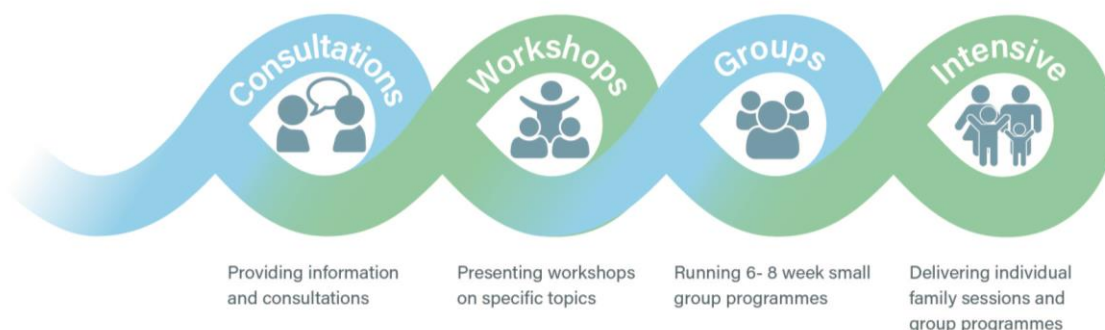 Consultations
Workshops
Groups
Intensive
Providing information
and consultations
Presenting workshops
on specific topics
Running 6- 8 week small
group programmes
Delivering individual
family sessions and
group programmes